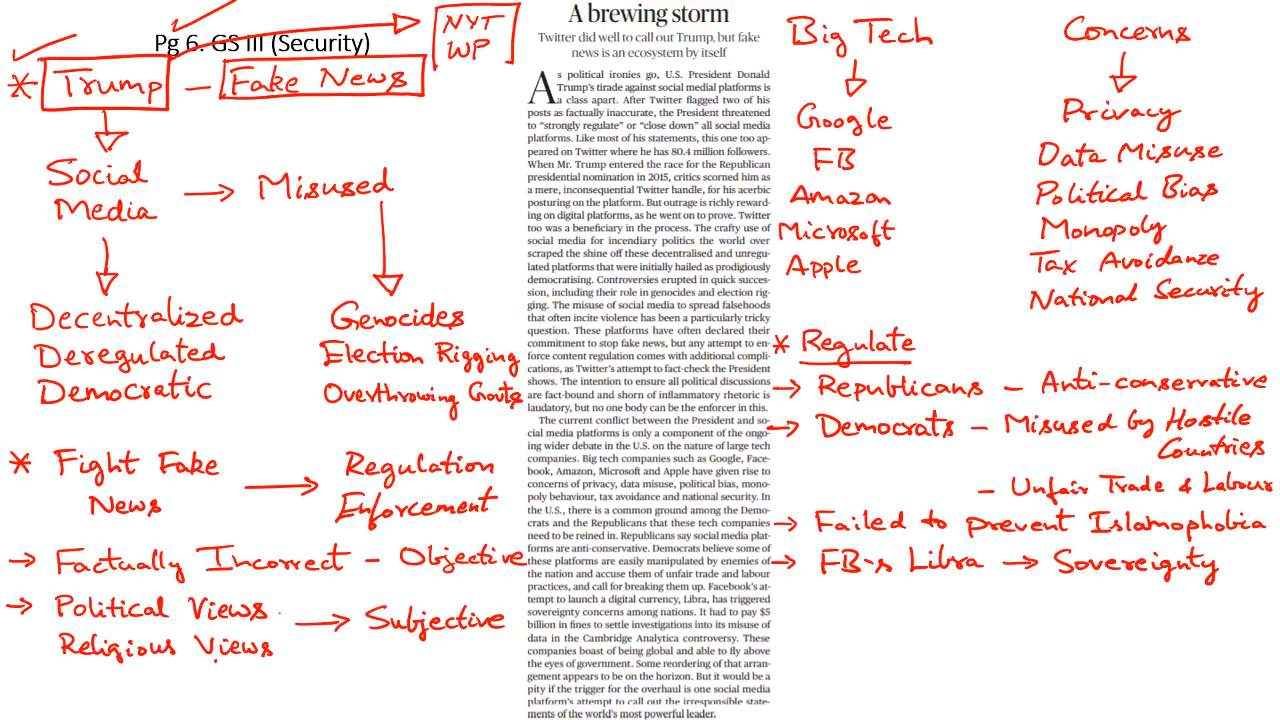 Pg 6. GS III (Security)
NYT
WP
* Trump – Fake News
Social
Media → Misused
Decentralized
Deregulated
Democratic
Genocides
Election Rigging
Overthrowing Govts
* Fight Fake
News → Regulation
Enforcement
→ Factually Incorrect – Objective
→ Political Views
Religious Views → Subjective
A brewing storm
Twitter did well to call out Trump, but fake
news is an ecosystem by itself
As political ironies go, U.S. President Donald
Trump's tirade against social medial platforms is
a class apart. After Twitter flagged two of his
posts as factually inaccurate, the President threatened
to "strongly regulate" or "close down" all social media
platforms. Like most of his statements, this one too ap-
peared on Twitter where he has 80.4 million followers.
When Mr. Trump entered the race for the Republican
presidential nomination in 2015, critics scorned him as
a mere, inconsequential Twitter handle, for his acerbic
posturing on the platform. But outrage is richly reward-
ing on digital platforms, as he went on to prove. Twitter
too was a beneficiary in the process. The crafty use of
social media for incendiary politics the world over
scraped the shine off these decentralised and unregu-
lated platforms that were initially hailed as prodigiously
democratising. Controversies erupted in quick succes-
sion, including their role in genocides and election rig-
ging. The misuse of social media to spread falsehoods
that often incite violence has been a particularly tricky
question. These platforms have often declared their
commitment to stop fake news, but any attempt to en-
force content regulation comes with additional compli-
cations, as Twitter's attempt to fact-check the President
shows. The intention to ensure all political discussions
are fact-bound and shorn of inflammatory rhetoric is
laudatory, but no one body can be the enforcer in this.
The current conflict between the President and so-
cial media platforms is only a component of the ongo-
ing wider debate in the U.S. on the nature of large tech
companies. Big tech companies such as Google, Face-
book, Amazon, Microsoft and Apple have given rise to
concerns of privacy, data misuse, political bias, mono-
poly behaviour, tax avoidance and national security. In
the U.S., there is a common ground among the Demo-
crats and the Republicans that these tech companies
need to be reined in. Republicans say social media plat-
forms are anti-conservative. Democrats believe some of
these platforms are easily manipulated by enemies of
the nation and accuse them of unfair trade and labour
practices, and call for breaking them up. Facebook's at-
tempt to launch a digital currency, Libra, has triggered
sovereignty concerns among nations. It had to pay $5
billion in fines to settle investigations into its misuse of
data in the Cambridge Analytica controversy. These
companies boast of being global and able to fly above
the eyes of government. Some reordering of that arran-
gement appears to be on the horizon. But it would be a
pity if the trigger for the overhaul is one social media
platform's attempt to call out the irresponsible state-
ments of the world's most powerful leader.
Big Tech
Google
FB
Amazon
Microsoft
Apple
Concerns
Privacy
Data Misuse
Political Bias
Monopoly
Tax Avoidance
National Security
* Regulate
→ Republicans – Anti-conservative
→ Democrats – Misused by Hostile
Countries
– Unfair Trade & Labour
→ Failed to prevent Islamophobia
→ FB's Libra → Sovereignty